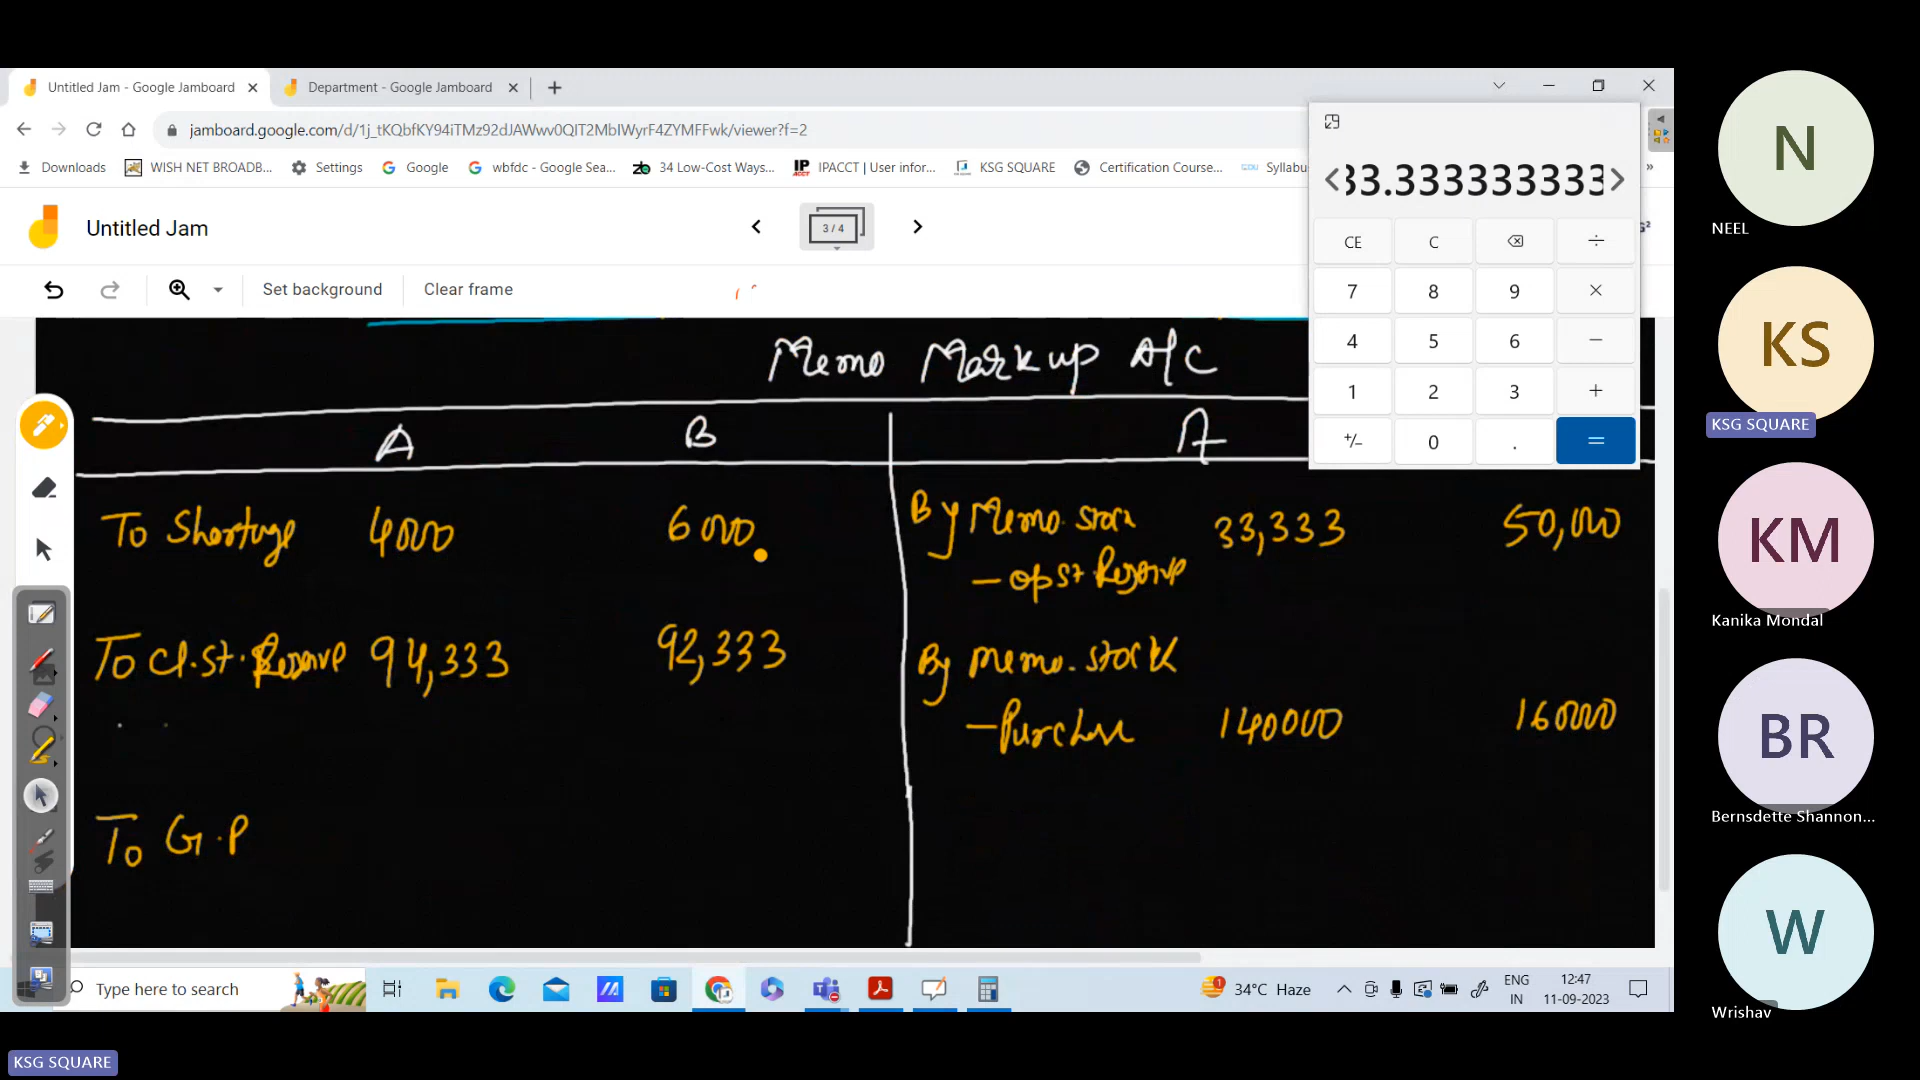 Untitled Jam - Google Jamboard
Department - Google Jamboard
jamboard.google.com/d/1j_tKQbfKY94iTMz92dJAWwv0QlT2MbIWyrF4ZYMFFwk/viewer?f=2
Downloads WISH NET BROADB... Settings Google wbfdc - Google Sea... 34 Low-Cost Ways... IPACCT | User infor... KSG SQUARE Certification Course... Syllabu
Untitled Jam
3 / 4
Set background Clear frame
33.3333333333
CE C ÷
7 8 9 ×
4 5 6 −
1 2 3 +
+/− 0 . =
Memo Markup A/C
A B A
To Shortage 4000 6000 By Memo. Stock 33,333 50,000
- op st. Reserve
To Cl. St. Reserve 94,333 92,333 By Memo. Stock
- Purchase 140000 160000
To G.P
Type here to search
34°C Haze
ENG
IN
12:47
11-09-2023
N
NEEL
KS
KSG SQUARE
KM
Kanika Mondal
BR
Bernsdette Shannon...
W
Wrishav
KSG SQUARE